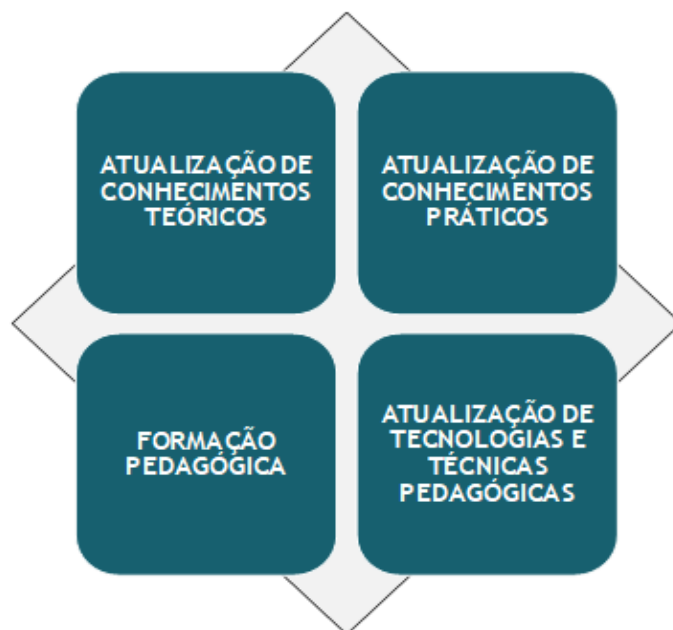 ATUALIZAÇÃO DE
CONHECIMENTOS
TEÓRICOS
ATUALIZAÇÃO DE
CONHECIMENTOS
PRÁTICOS
FORMAÇÃO
PEDAGÓGICA
ATUALIZAÇÃO DE
TECNOLOGIAS E
TÉCNICAS
PEDAGÓGICAS